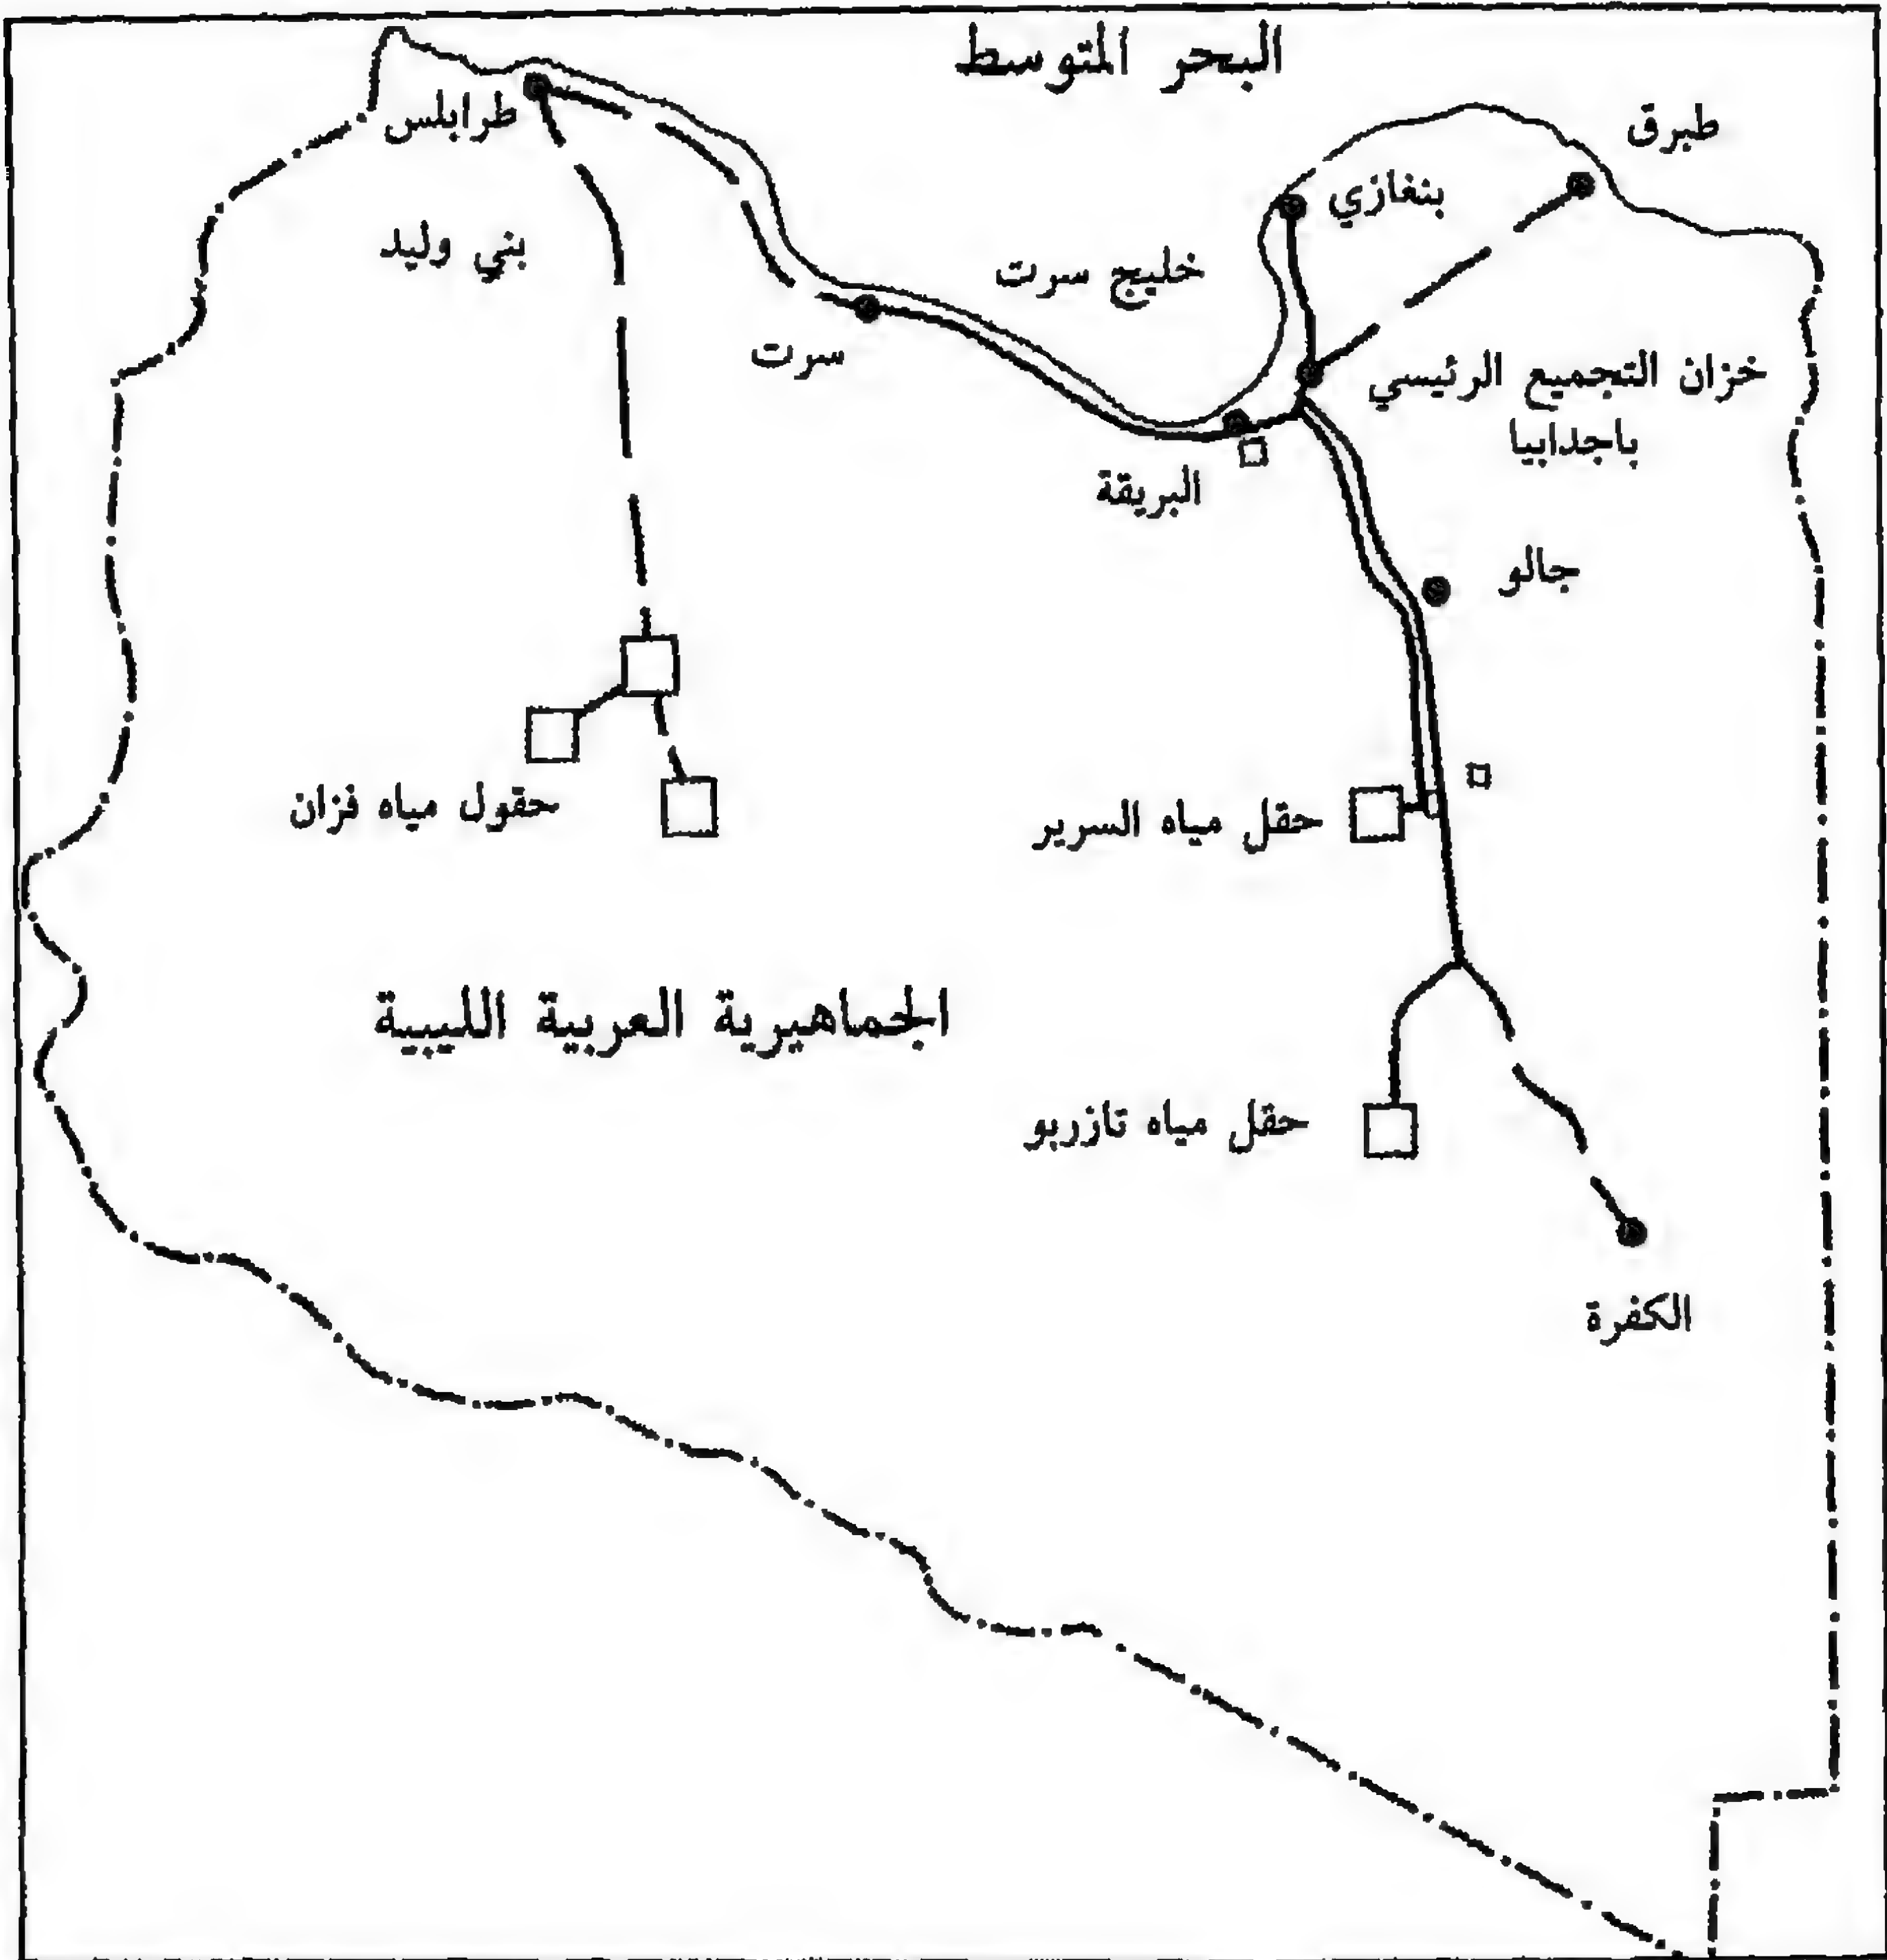 البحر المتوسط
طبرق
طرابلس
بنغازي
بني وليد
خليج سرت
سرت
خزان التجميع الرئيسي
باجدابيا
البريقة
جالو
حقول مياه فزان
حقل مياه السرير
الجماهيرية العربية الليبية
حقل مياه تازربو
الكفرة